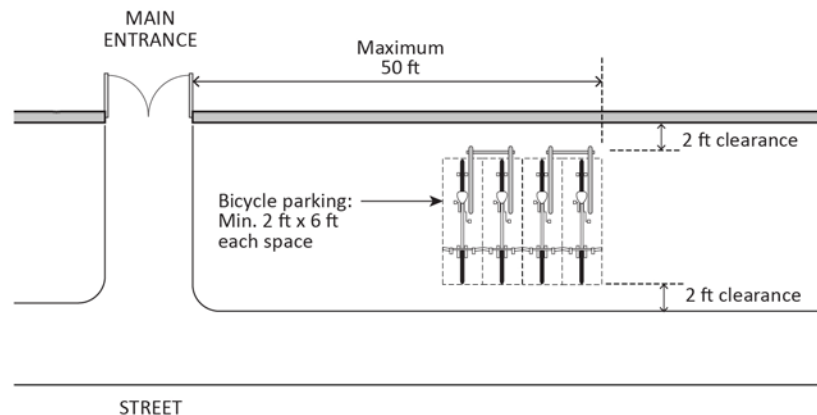 MAIN
ENTRANCE
Maximum
50 ft
2 ft clearance
Bicycle parking:
Min. 2 ft x 6 ft
each space
2 ft clearance
STREET